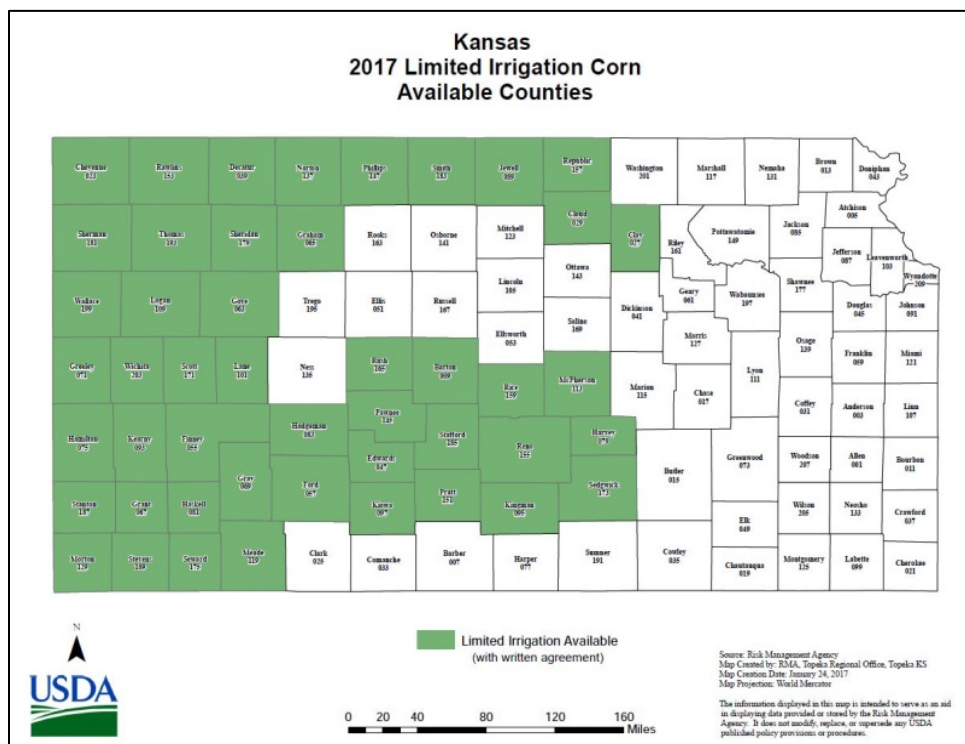 Kansas
2017 Limited Irrigation Corn
Available Counties
Cheyenne
023
Rawlins
153
Decatur
039
Norton
137
Phillips
147
Smith
183
Jewell
089
Republic
157
Washington
201
Marshall
117
Nemaha
131
Brown
013
Doniphan
043
Sherman
181
Thomas
193
Sheridan
179
Graham
065
Rooks
163
Osborne
141
Mitchell
123
Cloud
029
Clay
027
Riley
161
Pottawatomie
149
Jackson
085
Atchison
005
Jefferson
087
Leavenworth
103
Wyandotte
209
Wallace
199
Logan
109
Gove
063
Trego
195
Ellis
051
Russell
167
Lincoln
105
Ottawa
143
Saline
169
Dickinson
041
Geary
061
Wabaunsee
197
Shawnee
177
Douglas
045
Johnson
091
Greeley
071
Wichita
203
Scott
171
Lane
101
Ness
135
Rush
165
Barton
009
Ellsworth
053
Rice
159
McPherson
113
Marion
115
Morris
127
Chase
017
Lyon
111
Osage
139
Franklin
059
Miami
121
Hamilton
075
Kearny
093
Finney
055
Hodgeman
083
Pawnee
145
Stafford
185
Edwards
047
Reno
155
Harvey
079
Coffey
031
Anderson
003
Linn
107
Gray
069
Ford
057
Kiowa
097
Pratt
151
Kingman
095
Sedgwick
173
Butler
015
Greenwood
073
Woodson
207
Allen
001
Bourbon
011
Stanton
187
Grant
067
Haskell
081
Elk
049
Wilson
205
Neosho
133
Crawford
037
Morton
129
Stevens
189
Seward
175
Meade
119
Clark
025
Comanche
033
Barber
007
Harper
077
Sumner
191
Cowley
035
Chautauqua
019
Montgomery
125
Labette
099
Cherokee
021
N
USDA
Limited Irrigation Available
(with written agreement)
0 20 40 80 120 160
Miles
Source: Risk Management Agency
Map Created by: RMA, Topeka Regional Office, Topeka KS
Map Creation Date: January 24, 2017
Map Projection: World Mercator
The information displayed in this map is intended to serve as an aid
in displaying data provided or stored by the Risk Management
Agency. It does not modify, replace, or supersede any USDA
published policy provisions or procedures.